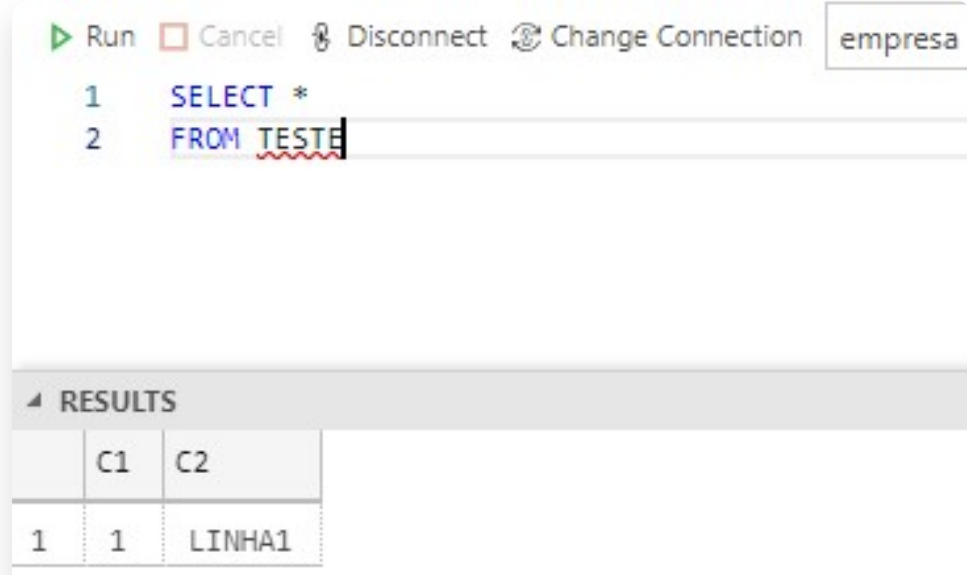 Run Cancel Disconnect Change Connection empresa
1 SELECT *
2 FROM TESTE
RESULTS
C1 C2
1 1 LINHA1